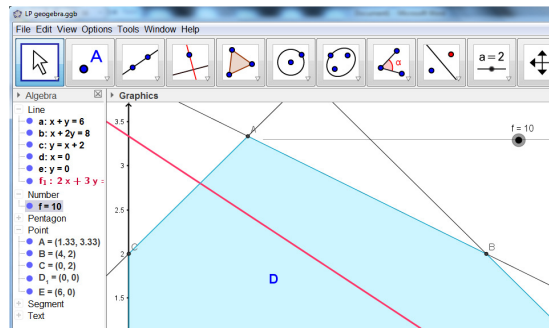 LP geogebra.ggb
File Edit View Options Tools Window Help
A
α
a = 2
Algebra
Graphics
Line
a: x + y = 6
b: x + 2y = 8
c: y = x + 2
d: x = 0
e: y = 0
f₁ : 2 x + 3 y =
Number
f = 10
Pentagon
Point
A = (1.33, 3.33)
B = (4, 2)
C = (0, 2)
D₁ = (0, 0)
E = (6, 0)
Segment
Text
3.5
3
2.5
2
1.5
A
B
C
D
f = 10